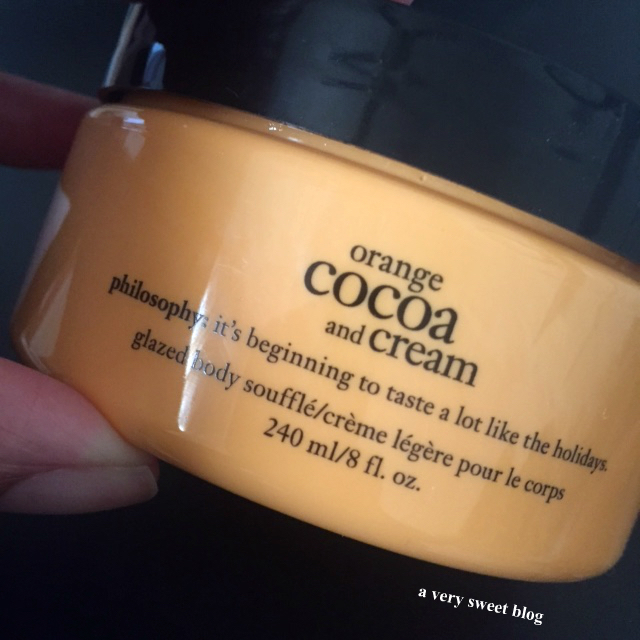 orange
cocoa
and cream
philosophy: it's beginning to taste a lot like the holidays.
glazed body soufflé/crème légère pour le corps
240 ml/8 fl. oz.
a very sweet blog